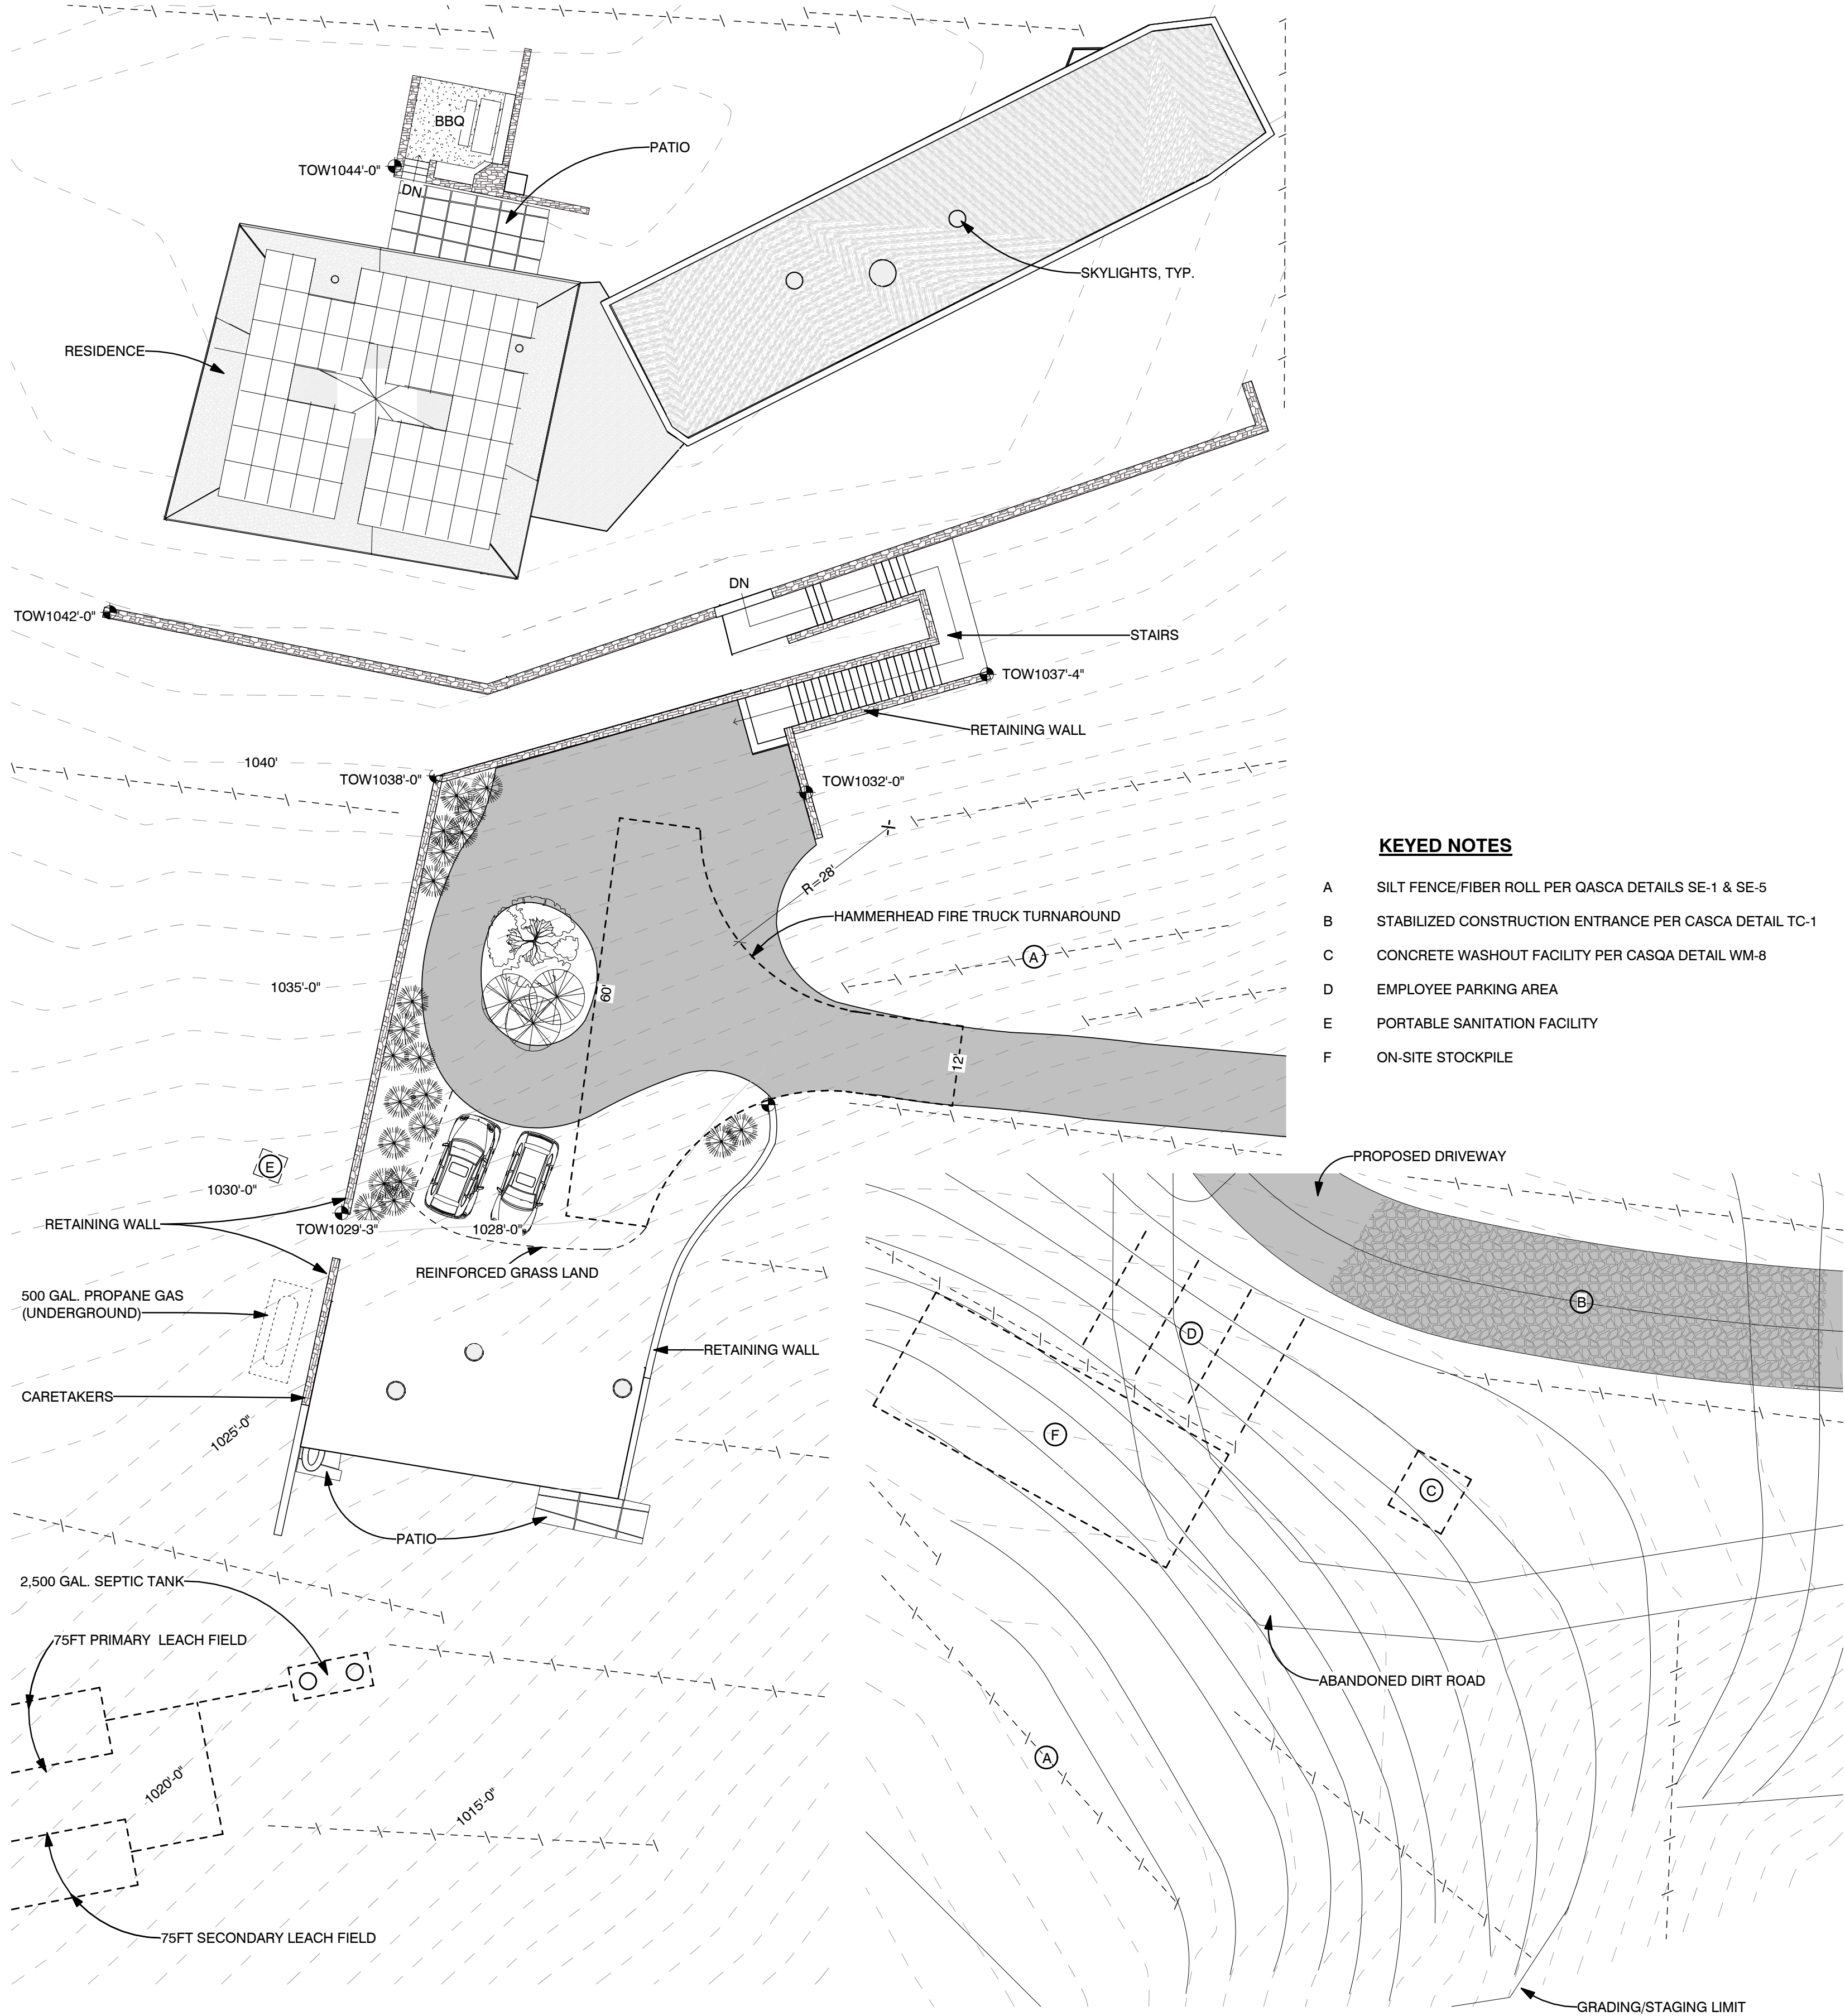 BBQ
PATIO
TOW1044'-0"
DN
SKYLIGHTS, TYP.
RESIDENCE
DN
TOW1042'-0"
STAIRS
TOW1037'-4"
RETAINING WALL
1040'
TOW1038'-0"
TOW1032'-0"
R=28'
HAMMERHEAD FIRE TRUCK TURNAROUND
A
1035'-0"
60'
12'
E
1030'-0"
RETAINING WALL
TOW1029'-3"
1028'-0"
REINFORCED GRASS LAND
500 GAL. PROPANE GAS
(UNDERGROUND)
RETAINING WALL
CARETAKERS
1025'-0"
PATIO
2,500 GAL. SEPTIC TANK
75FT PRIMARY LEACH FIELD
1020'-0"
1015'-0"
75FT SECONDARY LEACH FIELD
KEYED NOTES
A SILT FENCE/FIBER ROLL PER QASCA DETAILS SE-1 & SE-5
B STABILIZED CONSTRUCTION ENTRANCE PER CASCA DETAIL TC-1
C CONCRETE WASHOUT FACILITY PER CASQA DETAIL WM-8
D EMPLOYEE PARKING AREA
E PORTABLE SANITATION FACILITY
F ON-SITE STOCKPILE
PROPOSED DRIVEWAY
B
D
F
C
ABANDONED DIRT ROAD
A
GRADING/STAGING LIMIT